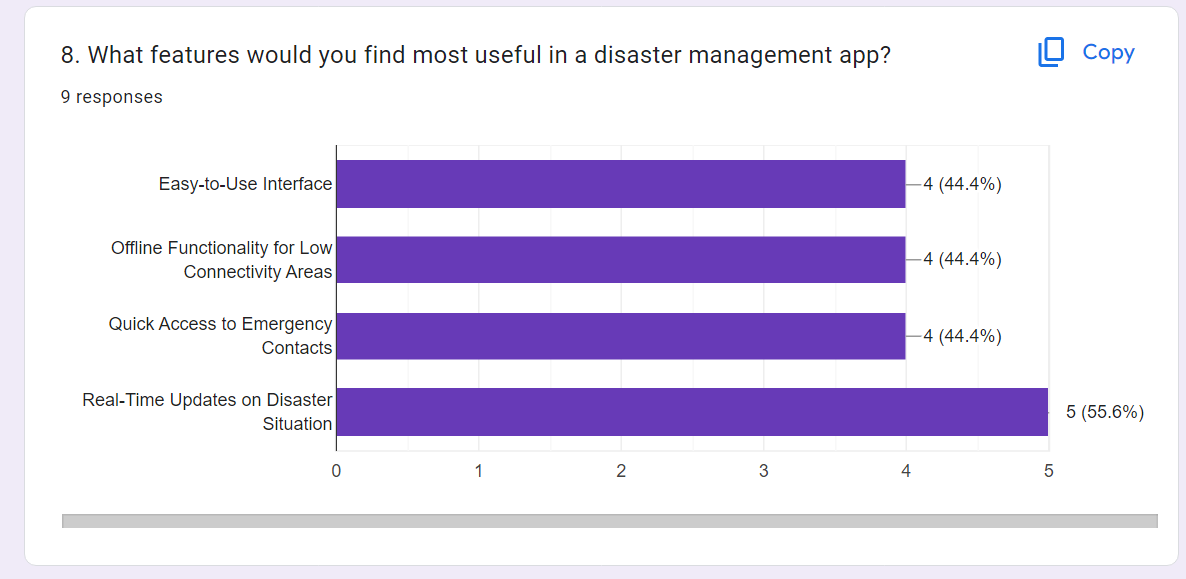 8. What features would you find most useful in a disaster management app?
Copy
9 responses
Easy-to-Use Interface
4 (44.4%)
Offline Functionality for Low
Connectivity Areas
4 (44.4%)
Quick Access to Emergency
Contacts
4 (44.4%)
Real-Time Updates on Disaster
Situation
5 (55.6%)
0 1 2 3 4 5